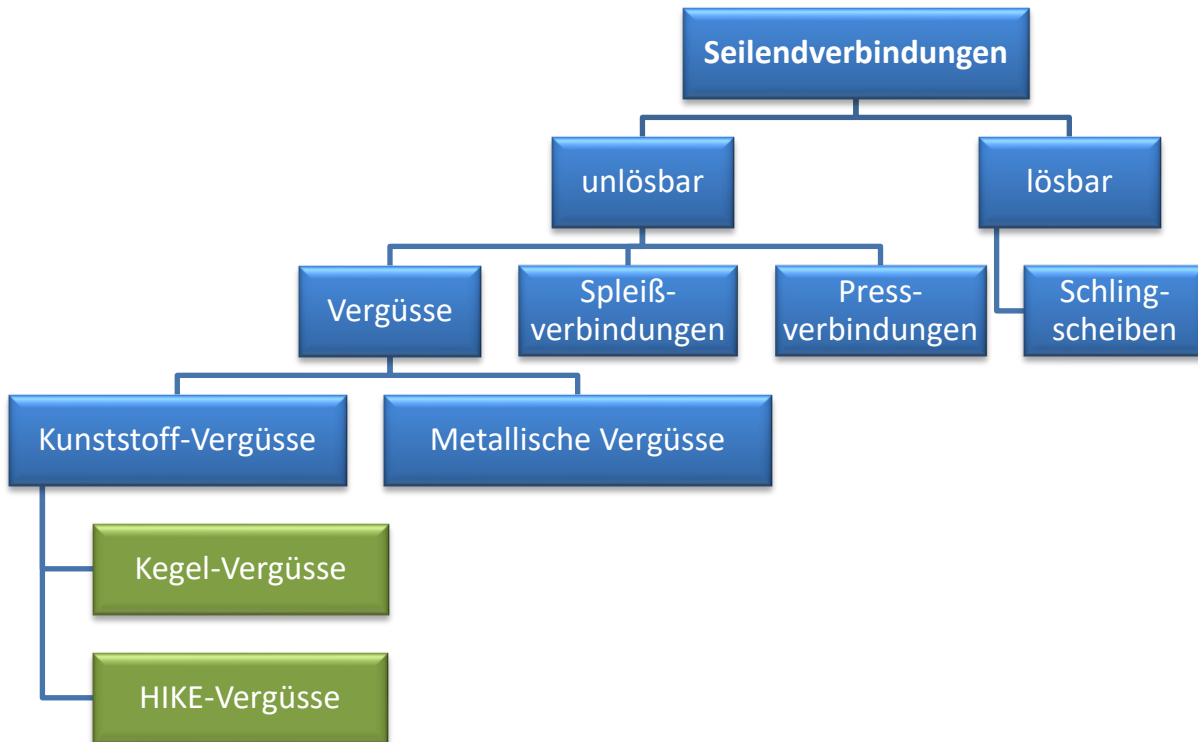 Seilendverbindungen
unlösbar
lösbar
Vergüsse
Spleiß-
verbindungen
Press-
verbindungen
Schling-
scheiben
Kunststoff-Vergüsse
Metallische Vergüsse
Kegel-Vergüsse
HIKE-Vergüsse